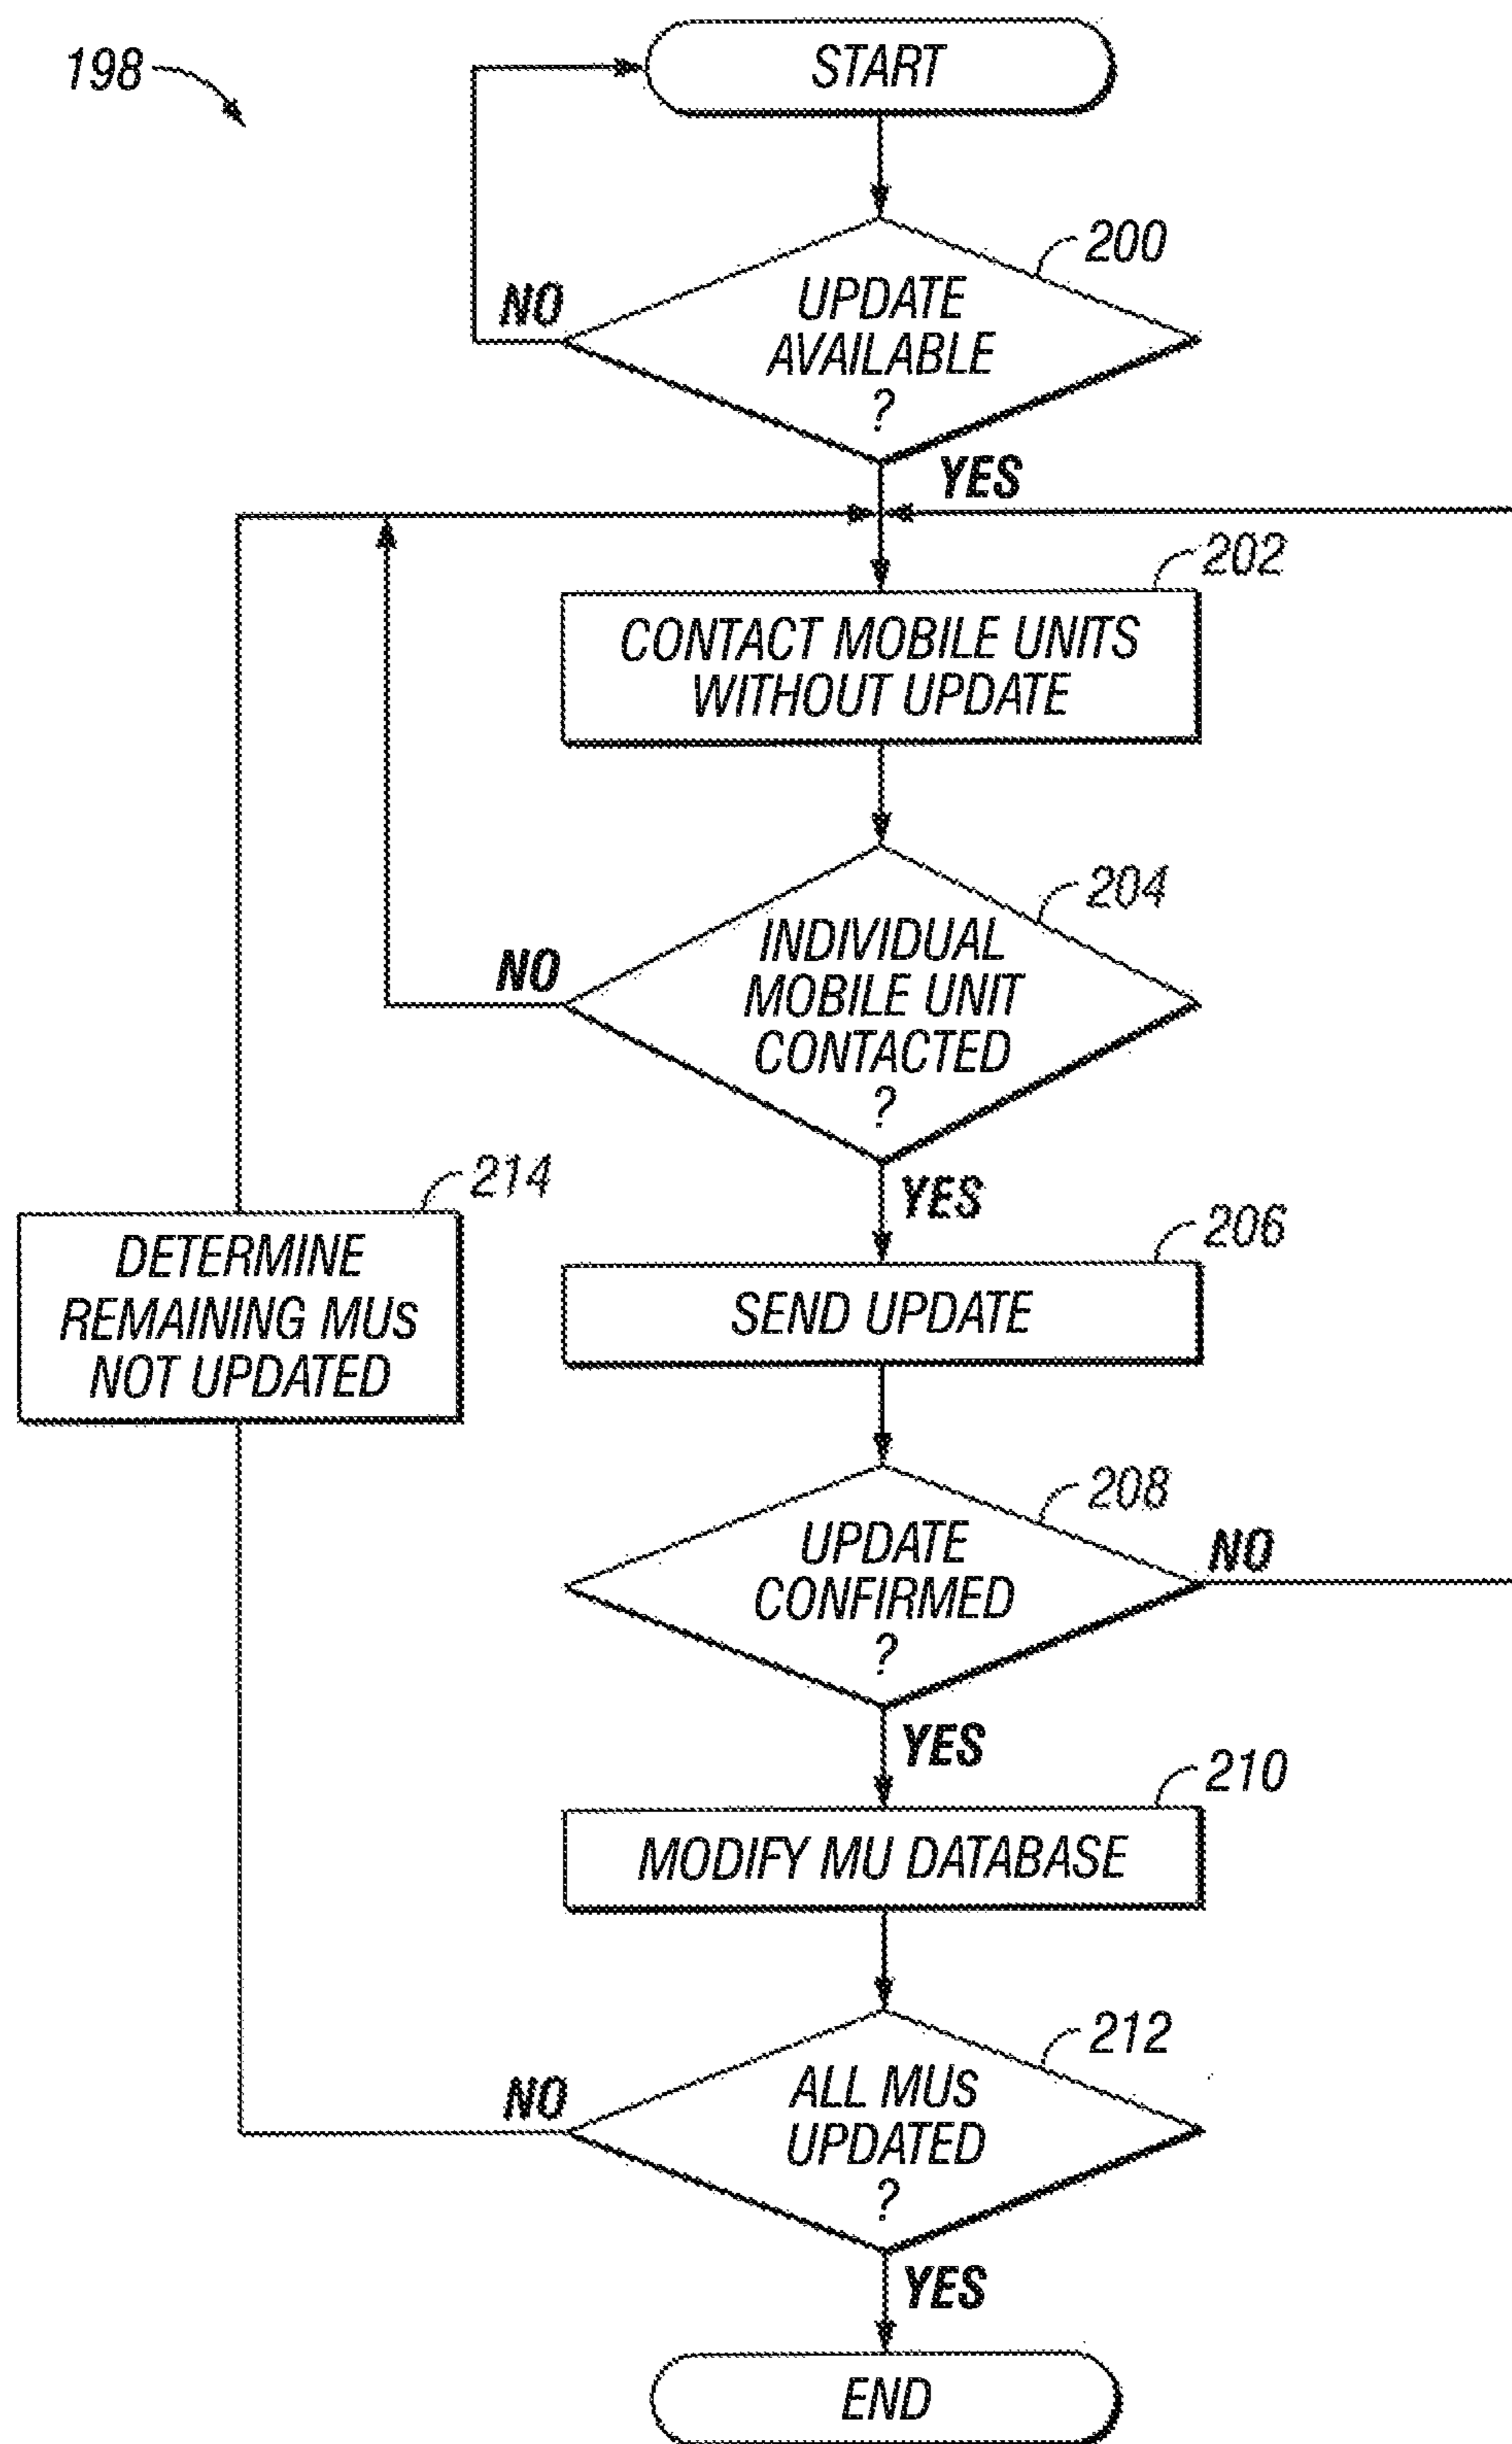 198
START
200
UPDATE
AVAILABLE
?
NO
YES
202
CONTACT MOBILE UNITS
WITHOUT UPDATE
204
INDIVIDUAL
MOBILE UNIT
CONTACTED
?
NO
YES
214
DETERMINE
REMAINING MUs
NOT UPDATED
206
SEND UPDATE
208
UPDATE
CONFIRMED
?
NO
YES
210
MODIFY MU DATABASE
212
ALL MUs
UPDATED
?
NO
YES
END